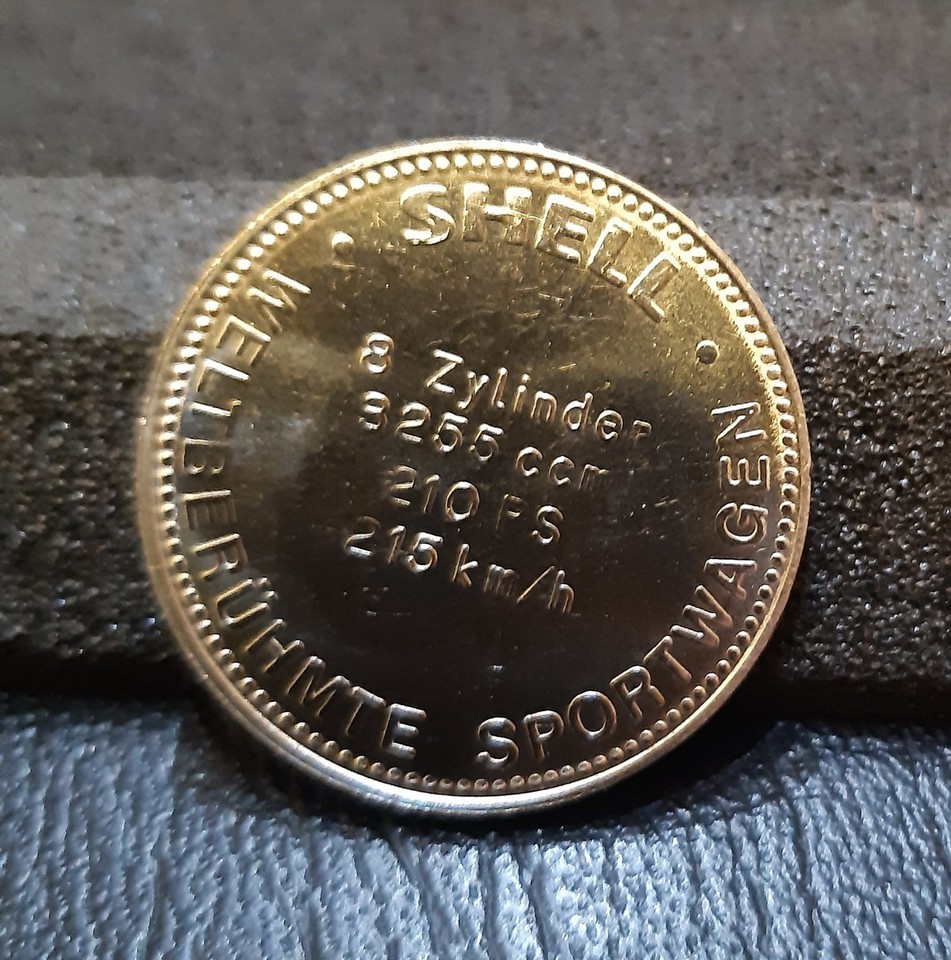 • SHELL •
8 Zylinder
3255 ccm
210 PS
215 km/h
WELTBERÜHMTE SPORTWAGEN